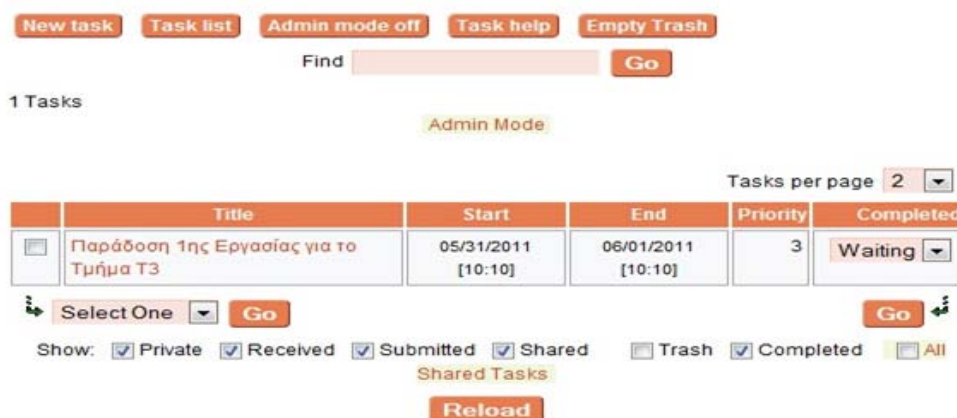 New task Task list Admin mode off Task help Empty Trash
Find Go
1 Tasks
Admin Mode
Tasks per page 2
Title Start End Priority Completed
Παράδοση 1ης Εργασίας για το 05/31/2011 06/01/2011 3 Waiting
Τμήμα Τ3 [10:10] [10:10]
Select One Go Go
Show: Private Received Submitted Shared Trash Completed All
Shared Tasks
Reload